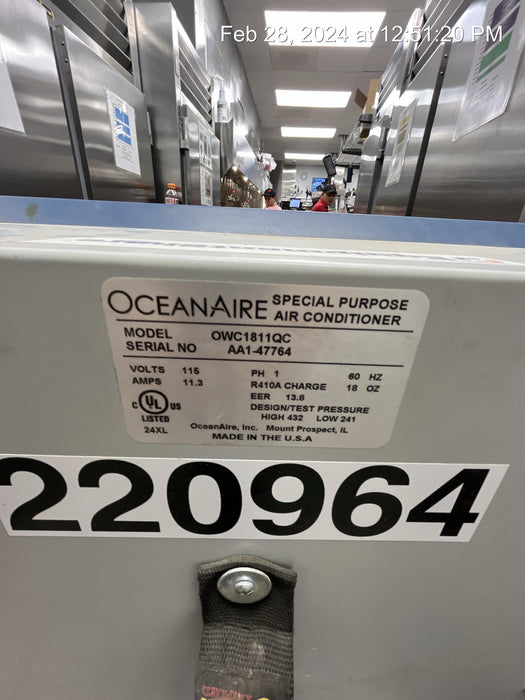 Feb 28, 2024 at 12:51:20 PM
OCEANAIRE SPECIAL PURPOSE AIR CONDITIONER
MODEL OWC1811QC
SERIAL NO AA1-47764
VOLTS 115 PH 1 60 HZ
AMPS 11.3 R410A CHARGE 18 OZ
EER 13.8
DESIGN/TEST PRESSURE
HIGH 432 LOW 241
C UL US
LISTED
24XL
OceanAire, Inc. Mount Prospect, IL
MADE IN THE U.S.A
220964